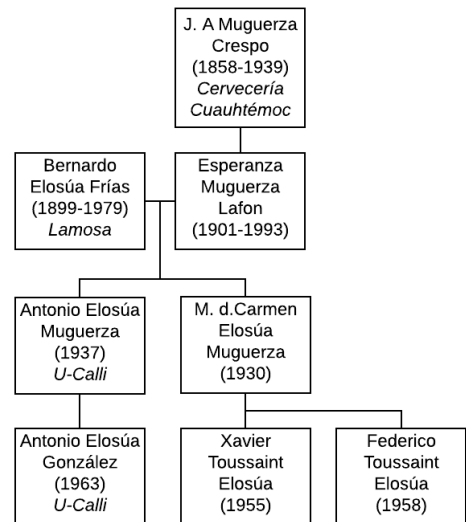 J. A Muguerza
Crespo
(1858-1939)
Cervecería
Cuauhtémoc
Bernardo
Elosúa Frías
(1899-1979)
Lamosa
Esperanza
Muguerza
Lafon
(1901-1993)
Antonio Elosúa
Muguerza
(1937)
U-Calli
M. d.Carmen
Elosúa
Muguerza
(1930)
Antonio Elosúa
González
(1963)
U-Calli
Xavier
Toussaint
Elosúa
(1955)
Federico
Toussaint
Elosúa
(1958)